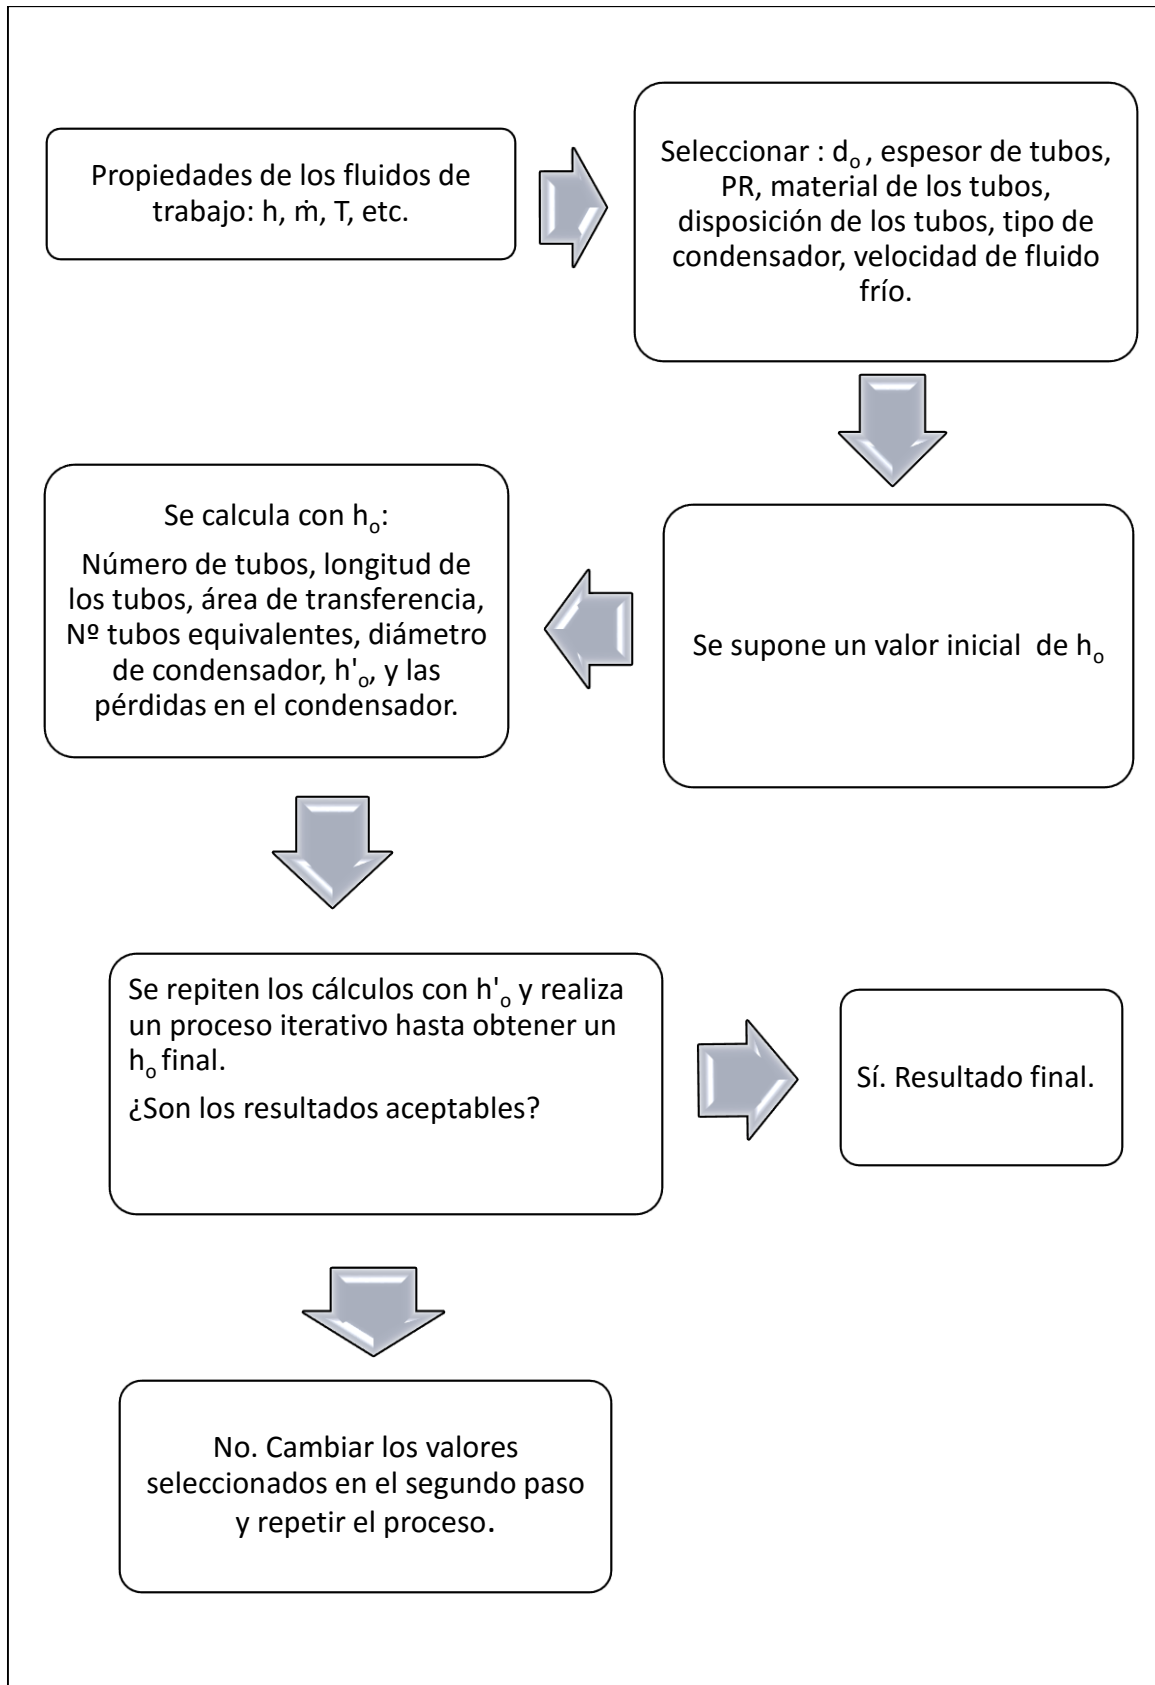 Propiedades de los fluidos de
trabajo: h, ṁ, T, etc.
Seleccionar : dₒ , espesor de tubos,
PR, material de los tubos,
disposición de los tubos, tipo de
condensador, velocidad de fluido
frío.
Se supone un valor inicial  de hₒ
Se calcula con hₒ:
Número de tubos, longitud de
los tubos, área de transferencia,
Nº tubos equivalentes, diámetro
de condensador, h'ₒ, y las
pérdidas en el condensador.
Se repiten los cálculos con h'ₒ y realiza
un proceso iterativo hasta obtener un
hₒ final.
¿Son los resultados aceptables?
Sí. Resultado final.
No. Cambiar los valores
seleccionados en el segundo paso
y repetir el proceso.